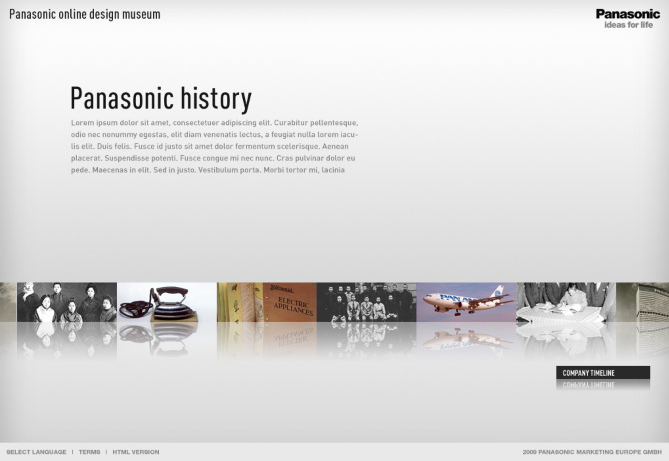 Panasonic online design museum
Panasonic
ideas for life
Panasonic history
Lorem ipsum dolor sit amet, consectetuer adipiscing elit. Curabitur pellentesque,
odio nec nonummy egestas, elit diam venenatis lectus, a feugiat nulla lorem iacu-
lis elit. Duis felis. Fusce id justo sit amet dolor fermentum scelerisque. Aenean
placerat. Suspendisse potenti. Fusce congue mi nec nunc. Cras pulvinar dolor eu
pede. Maecenas in elit. Sed in justo. Vestibulum porta. Morbi tortor mi, lacinia
ELECTRIC
APPLIANCES
PAN AM
COMPANY TIMELINE
SELECT LANGUAGE | TERMS | HTML VERSION
2009 PANASONIC MARKETING EUROPE GMBH